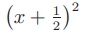 (x + 1/2)²